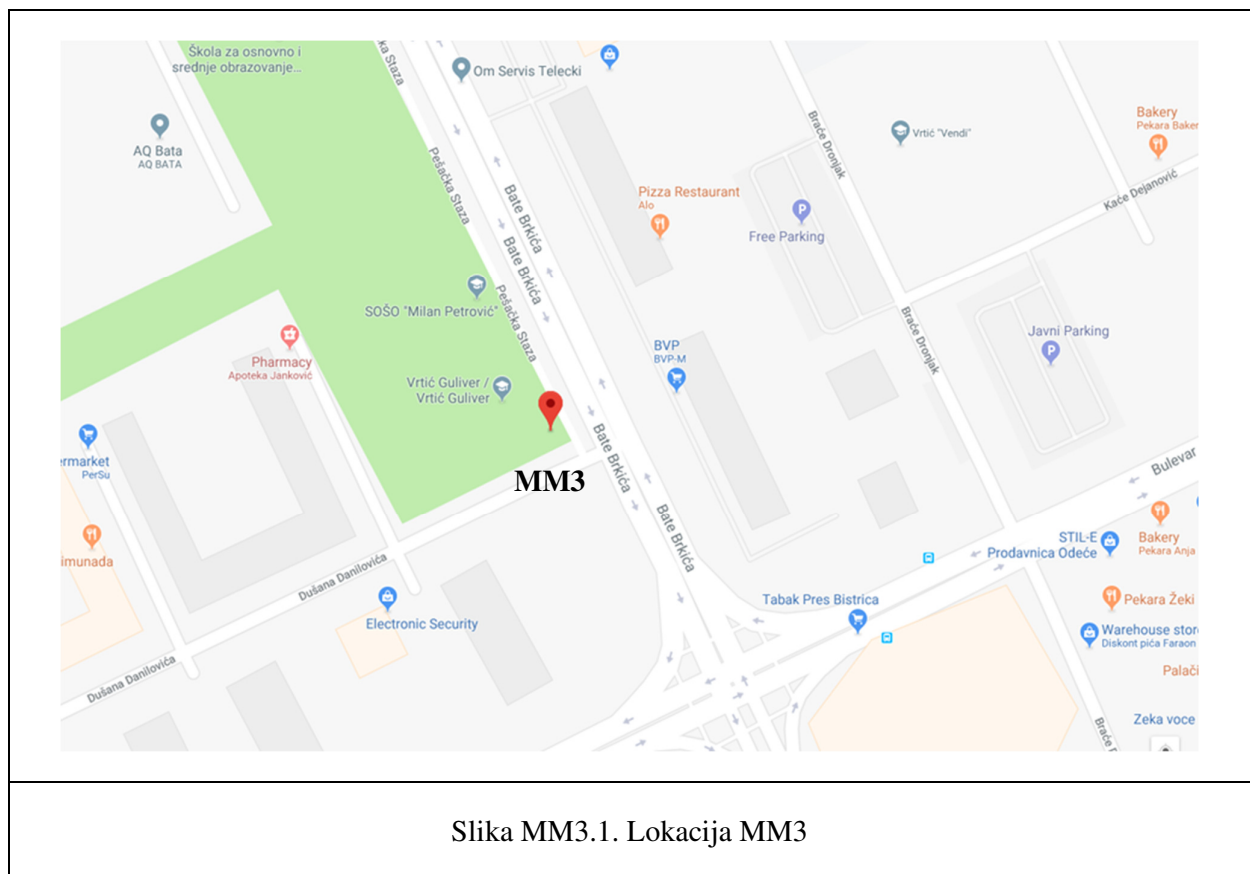 Škola za osnovno i
srednje obrazovanje...
ka Staza
Om Servis Telecki
AQ Bata
AQ BATA
Pešačka Staza
Bate Brkića
Bate Brkića
Pizza Restaurant
Alo
Free Parking
Braće Dronjak
Vrtić "Vendi"
Bakery
Pekara Baker
Kaće Dejanović
SOŠO "Milan Petrović"
Pešačka Staza
Pharmacy
Apoteka Janković
Vrtić Guliver /
Vrtić Guliver
BVP
BVP-M
Braće Dronjak
Javni Parking
ermarket
PerSu
MM3
Bate Brkića
Bate Brkića
Bulevar
imunada
Dušana Danilovića
Electronic Security
Tabak Pres Bistrica
STIL-E
Prodavnica Odeće
Bakery
Pekara Anja
Pekara Žeki
Warehouse stor
Diskont pića Faraon
Palači
Dušana Danilovića
Zeka voce
Braće
Slika MM3.1. Lokacija MM3